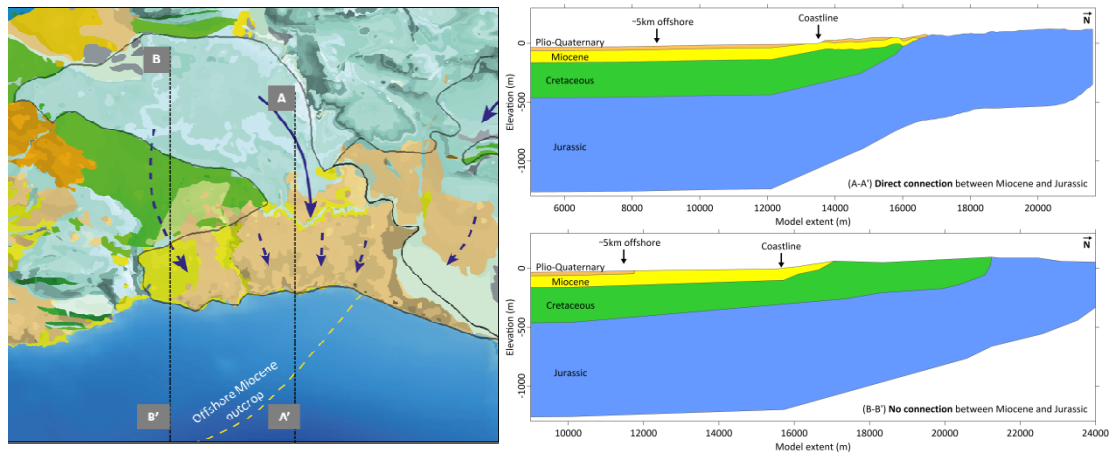 B
A
Offshore Miocene
outcrop
B'
A'
~5km offshore
Coastline
N
Plio-Quaternary
Miocene
Cretaceous
Jurassic
Elevation (m)
0
-500
-1000
(A-A') Direct connection between Miocene and Jurassic
6000 8000 10000 12000 14000 16000 18000 20000
Model extent (m)
~5km offshore
Coastline
N
Plio-Quaternary
Miocene
Cretaceous
Jurassic
Elevation (m)
0
-500
-1000
(B-B') No connection between Miocene and Jurassic
10000 12000 14000 16000 18000 20000 22000 24000
Model extent (m)